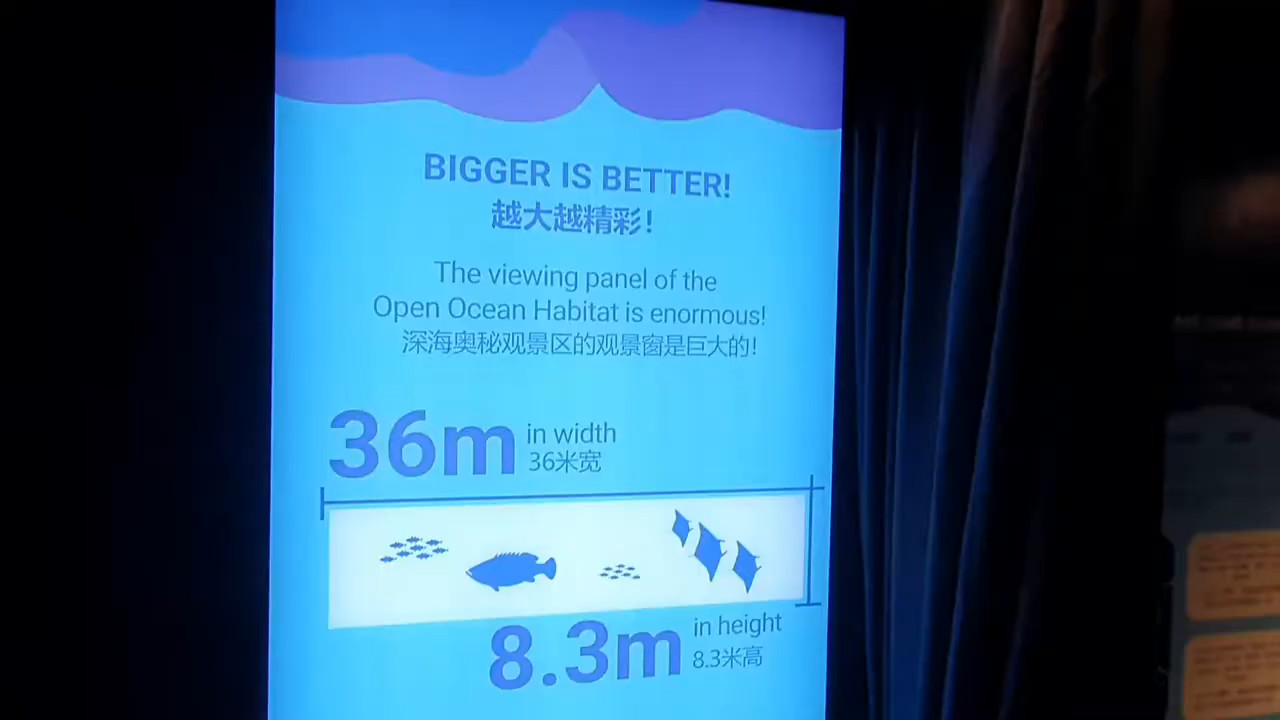 BIGGER IS BETTER!
越大越精彩!
The viewing panel of the
Open Ocean Habitat is enormous!
深海奥秘观景区的观景窗是巨大的!
36m in width
36米宽
8.3m in height
8.3米高